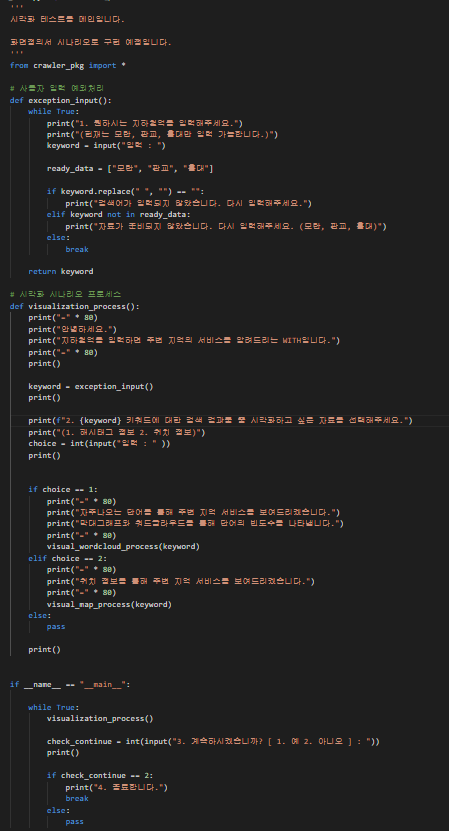 '''
시각화 테스트를 메인입니다.
화면정의서 시나리오로 구현 예정입니다.
'''
from crawler_pkg import *
# 사용자 입력 예외처리
def exception_input():
    while True:
        print("1. 원하시는 지하철역을 입력해주세요.")
        print("(현재는 모란, 판교, 홍대만 입력 가능합니다.)")
        keyword = input("입력 : ")
        ready_data = ["모란", "판교", "홍대"]
        if keyword.replace(" ", "") == "":
            print("검색어가 입력되지 않았습니다. 다시 입력해주세요.")
        elif keyword not in ready_data:
            print("자료가 준비되지 않았습니다. 다시 입력해주세요. (모란, 판교, 홍대)")
        else:
            break
    return keyword
# 시각화 시나리오 프로세스
def visualization_process():
    print("=" * 80)
    print("안녕하세요.")
    print("지하철역을 입력하면 주변 지역의 서비스를 알려드리는 WITH입니다.")
    print("=" * 80)
    print()
    keyword = exception_input()
    print()
    print(f"2. {keyword} 키워드에 대한 검색 결과물 중 시각화하고 싶은 자료를 선택해주세요.")
    print("(1. 해시태그 정보 2. 위치 정보)")
    choice = int(input("입력 : " ))
    print()
    if choice == 1:
        print("=" * 80)
        print("자주나오는 단어를 통해 주변 지역 서비스를 보여드리겠습니다.")
        print("막대그래프와 워드클라우드를 통해 단어의 빈도수를 나타냅니다.")
        print("=" * 80)
        visual_wordcloud_process(keyword)
    elif choice == 2:
        print("=" * 80)
        print("위치 정보를 통해 주변 지역 서비스를 보여드리겠습니다.")
        print("=" * 80)
        visual_map_process(keyword)
    else:
        pass
    print()
if __name__ == "__main__":
    while True:
        visualization_process()
        check_continue = int(input("3. 계속하시겠습니까? [ 1. 예 2. 아니오 ] : "))
        print()
        if check_continue == 2:
            print("4. 종료합니다.")
            break
        else:
            pass